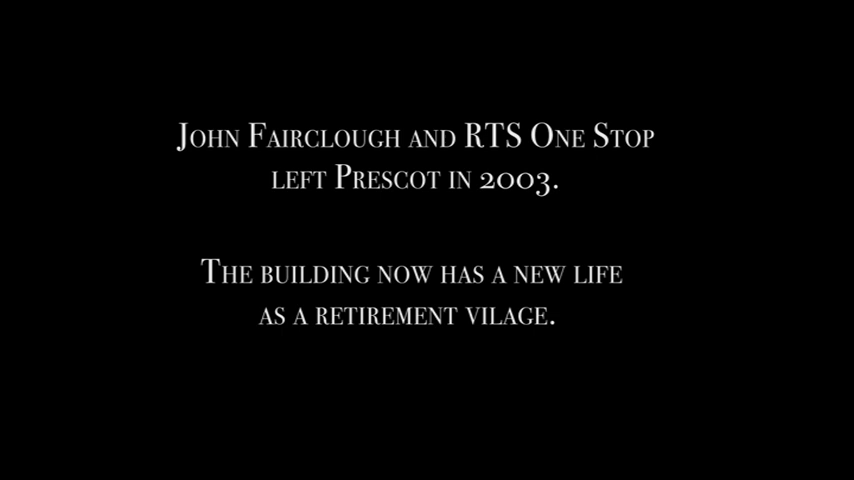 John Fairclough and RTS One Stop
left Prescot in 2003.
The building now has a new life
as a retirement vilage.